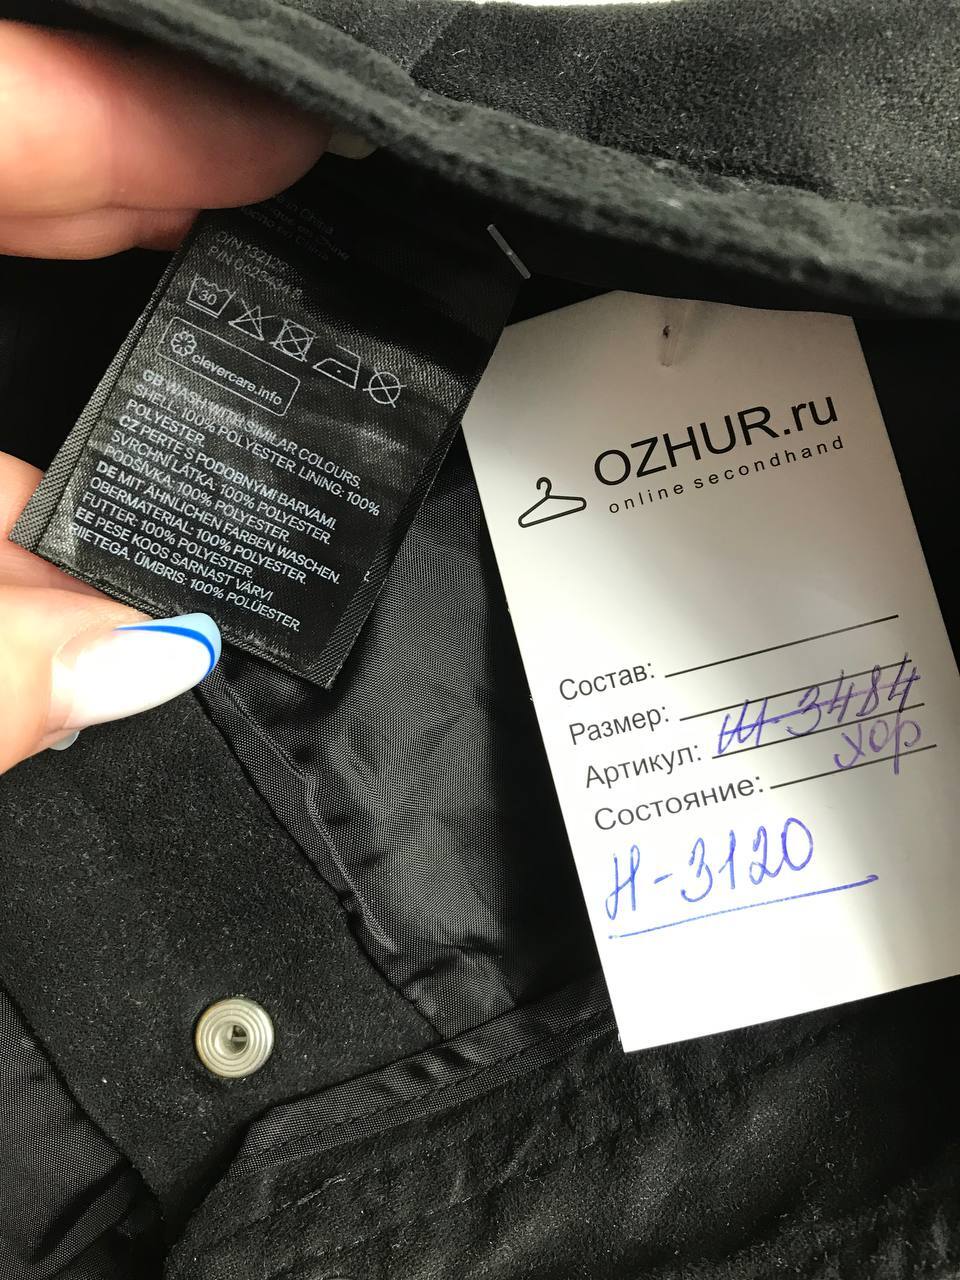 30
clevercare.info
GB WASH WITH SIMILAR COLOURS.
SHELL: 100% POLYESTER. LINING: 100%
POLYESTER.
CZ PERTE S PODOBNÝMI BARVAMI.
SVRCHNÍ LÁTKA: 100% POLYESTER.
PODŠÍVKA: 100% POLYESTER.
DE MIT ÄHNLICHEN FARBEN WASCHEN.
OBERMATERIAL: 100% POLYESTER.
FUTTER: 100% POLYESTER.
EE PESE KOOS SARNAST VÄRVI
RIIETEGA. ÜMBRIS: 100% POLÜESTER.
OZHUR.ru
online secondhand
Состав:
Размер:
Артикул: Ш-3484
Состояние: хор
Н-3120